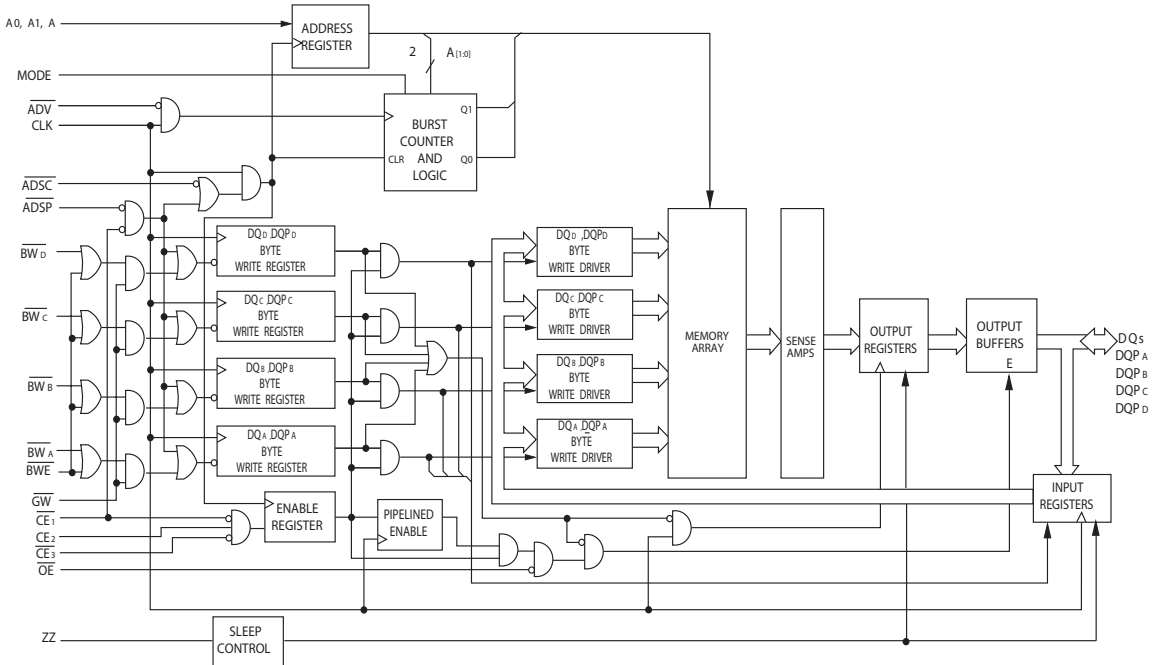 A0, A1, A
ADDRESS
REGISTER
2
A[1:0]
MODE
ADV
CLK
BURST
COUNTER
AND
LOGIC
CLR
Q1
Q0
ADSC
ADSP
DQD ,DQPD
BYTE
WRITE REGISTER
DQD ,DQPD
BYTE
WRITE DRIVER
BWD
DQC ,DQPC
BYTE
WRITE REGISTER
DQC ,DQPC
BYTE
WRITE DRIVER
BWC
MEMORY
ARRAY
SENSE
AMPS
OUTPUT
REGISTERS
OUTPUT
BUFFERS
E
DQs
DQPA
DQPB
DQPC
DQPD
DQB ,DQPB
BYTE
WRITE REGISTER
DQB ,DQPB
BYTE
WRITE DRIVER
BWB
DQA ,DQPA
BYTE
WRITE REGISTER
DQA ,DQPA
BYTE
WRITE DRIVER
BWA
BWE
GW
CE1
CE2
CE3
OE
ENABLE
REGISTER
PIPELINED
ENABLE
INPUT
REGISTERS
ZZ
SLEEP
CONTROL